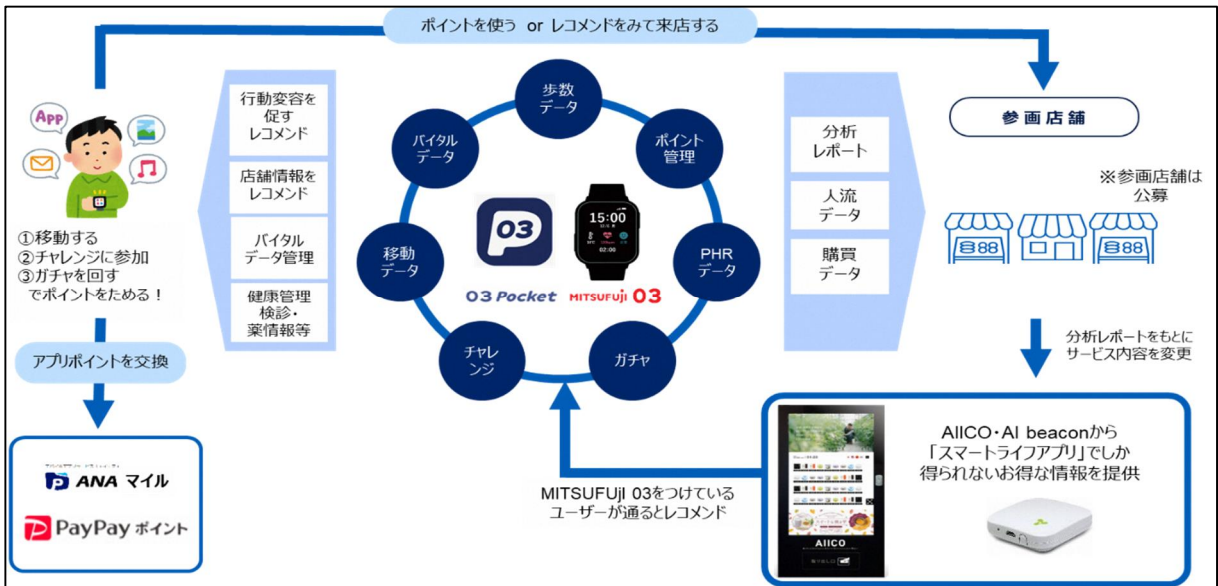 ポイントを使う or レコメンドをみて来店する
App
①移動する
②チャレンジに参加
③ガチャを回す
でポイントをためる！
アプリポイントを交換
ANA マイル
PayPay ポイント
行動変容を
促す
レコメンド
店舗情報を
レコメンド
バイタル
データ管理
健康管理
検診・
薬情報等
歩数
データ
バイタル
データ
ポイント
管理
移動
データ
PHR
データ
チャレ
ンジ
ガチャ
03
15:00
02:00
03 Pocket
MITSUFUjI 03
分析
レポート
人流
データ
購買
データ
参画店舗
※参画店舗は
公募
88
88
分析レポートをもとに
サービス内容を変更
MITSUFUjI 03をつけている
ユーザーが通るとレコメンド
AIICO・AI beaconから
「スマートライフアプリ」でしか
得られないお得な情報を提供
AIICO